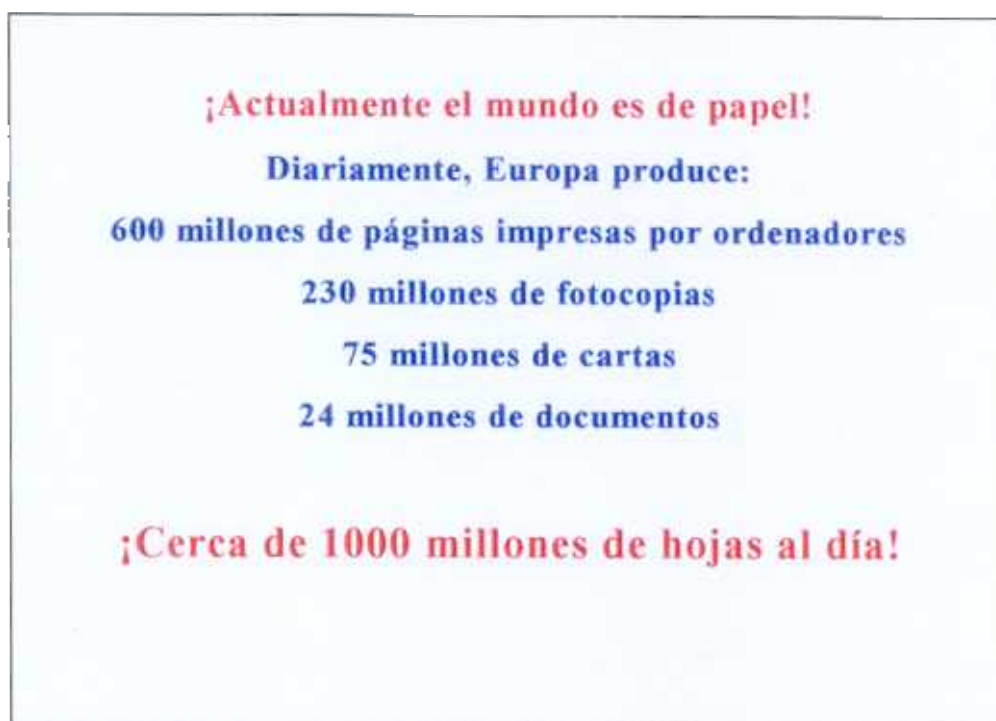 ¡Actualmente el mundo es de papel!
Diariamente, Europa produce:
600 millones de páginas impresas por ordenadores
230 millones de fotocopias
75 millones de cartas
24 millones de documentos
¡Cerca de 1000 millones de hojas al día!